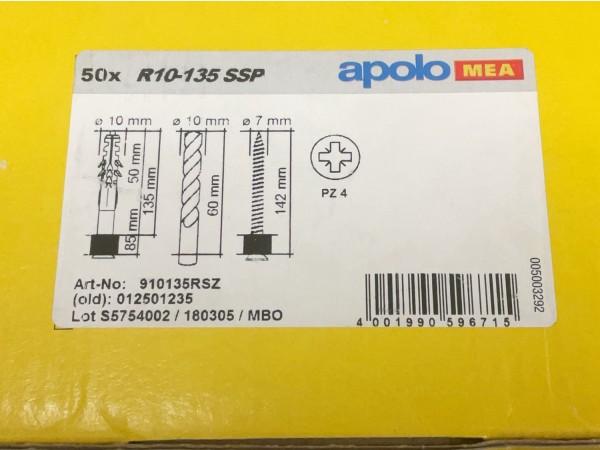 50x R10-135 SSP apolo MEA
ø 10 mm ø 10 mm ø 7 mm
50 mm
135 mm
85 mm
60 mm
142 mm
PZ 4
Art-No: 910135RSZ
(old): 012501235
Lot S5754002 / 180305 / MBO
4 001990 596715
005003292